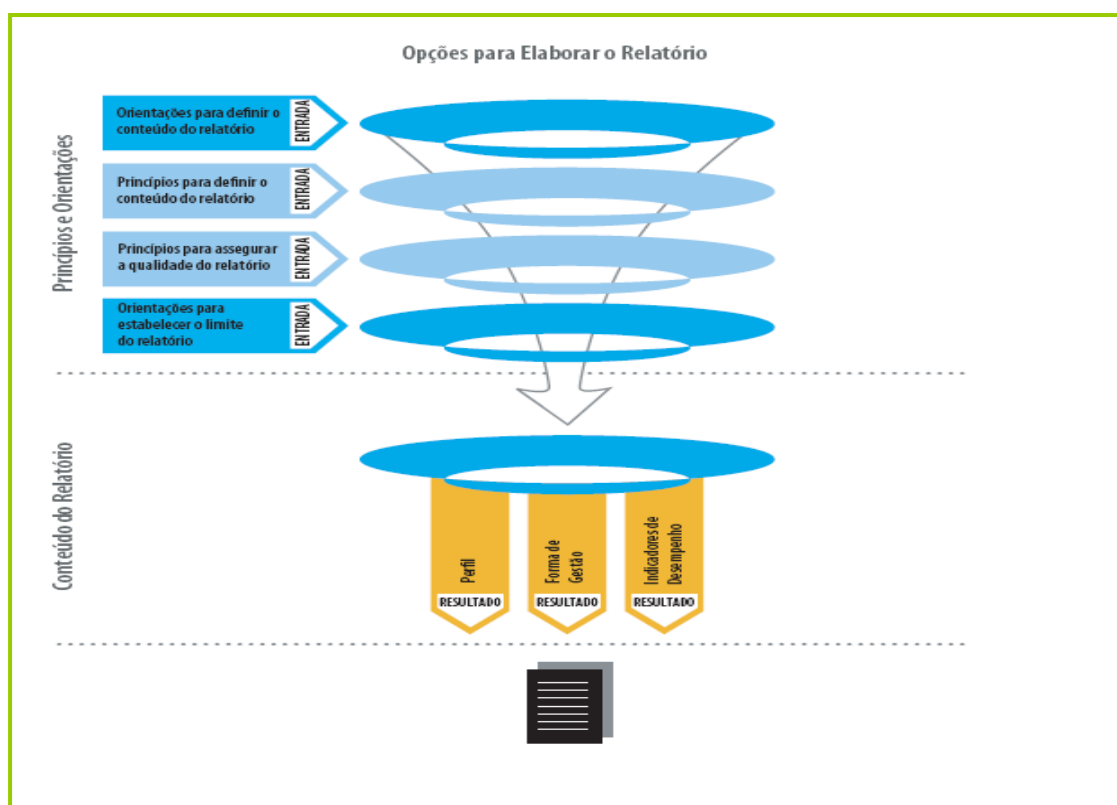 Opções para Elaborar o Relatório
Princípios e Orientações
Orientações para definir o
conteúdo do relatório
ENTRADA
Princípios para definir o
conteúdo do relatório
ENTRADA
Princípios para assegurar
a qualidade do relatório
ENTRADA
Orientações para
estabelecer o limite
do relatório
ENTRADA
Conteúdo do Relatório
Perfil
RESULTADO
Forma de
Gestão
RESULTADO
Indicadores de
Desempenho
RESULTADO